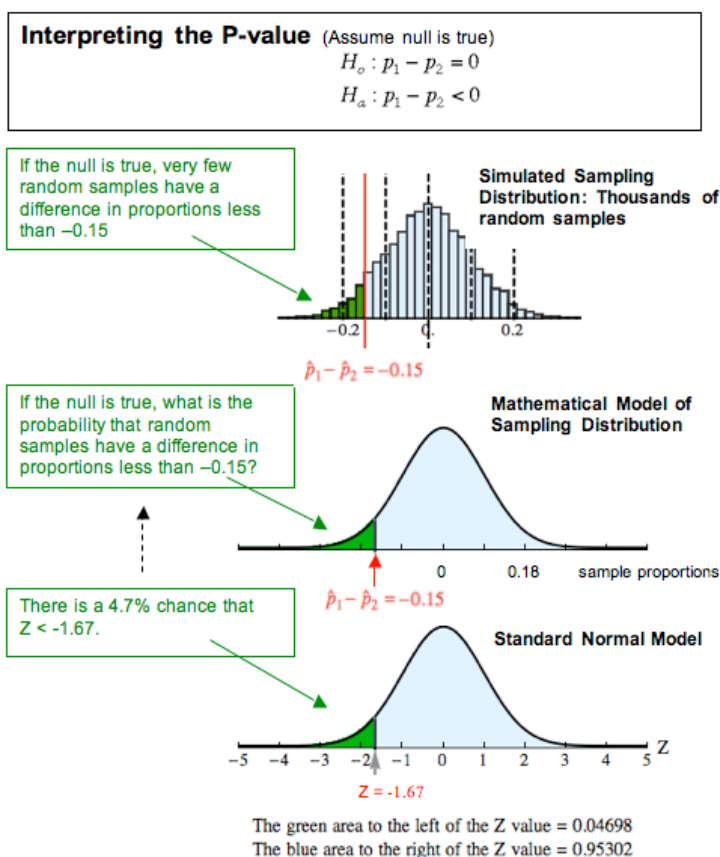 Interpreting the P-value (Assume null is true)
Hₒ : p₁ − p₂ = 0
Hₐ : p₁ − p₂ < 0
If the null is true, very few
random samples have a
difference in proportions less
than –0.15
Simulated Sampling
Distribution: Thousands of
random samples
−0.2 0. 0.2
p̂₁− p̂₂ = −0.15
If the null is true, what is the
probability that random
samples have a difference in
proportions less than –0.15?
Mathematical Model of
Sampling Distribution
0 0.18 sample proportions
p̂₁− p̂₂ = −0.15
There is a 4.7% chance that
Z < -1.67.
Standard Normal Model
−5 −4 −3 −2 −1 0 1 2 3 4 5 Z
Z = -1.67
The green area to the left of the Z value = 0.04698
The blue area to the right of the Z value = 0.95302